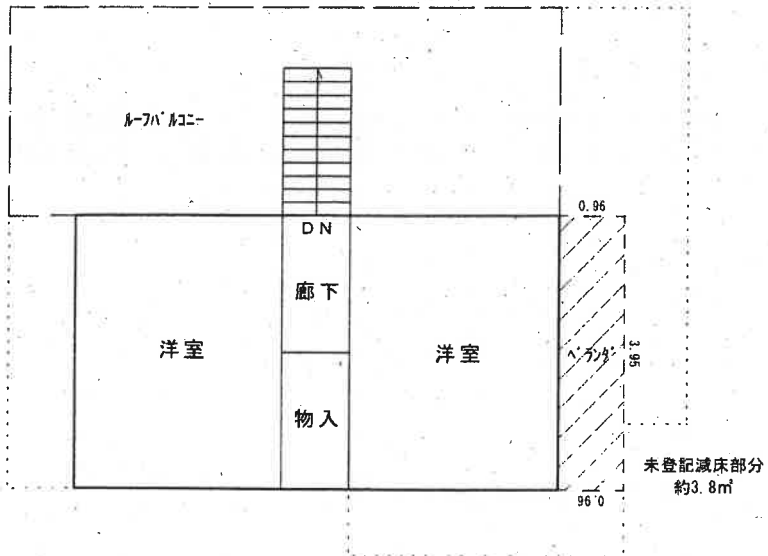 ルーフバルコニー
0.96
DN
廊下
洋室
洋室
ベランダ
3.95
物入
未登記減床部分
0.96
約3.8㎡